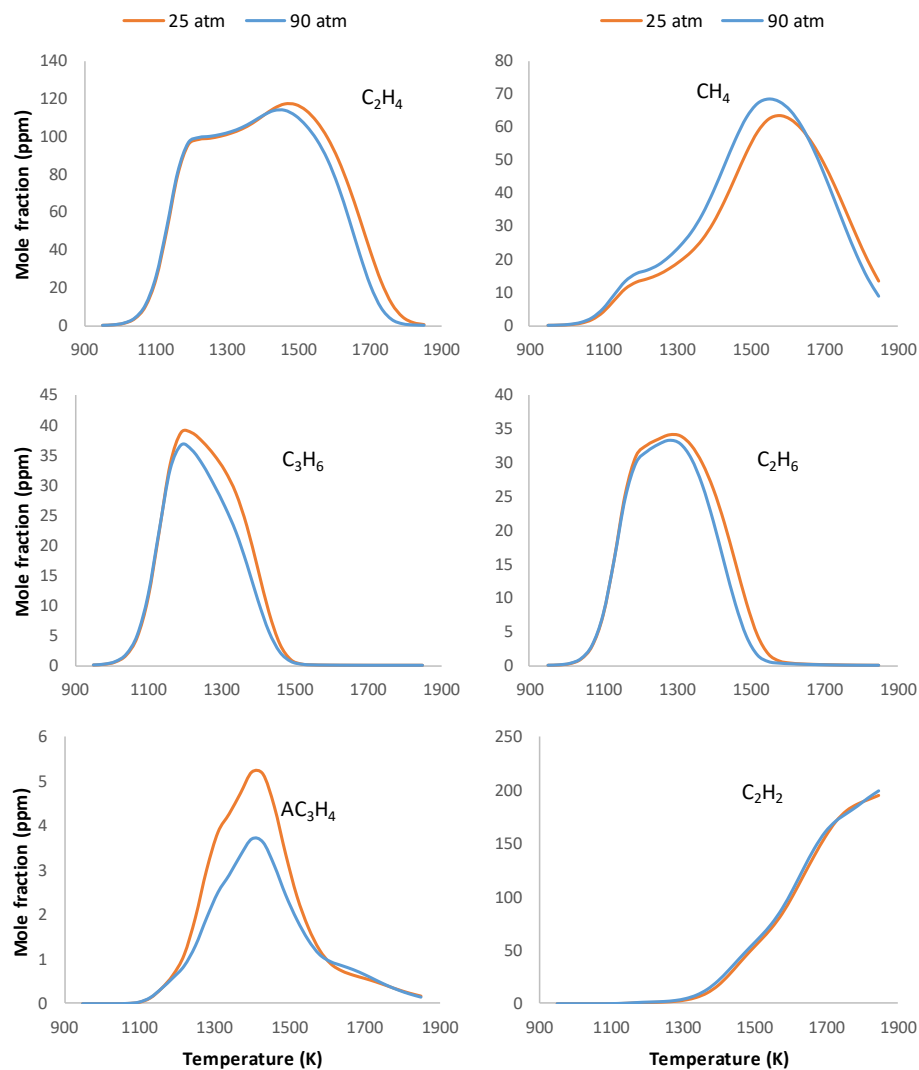 25 atm 90 atm 25 atm 90 atm
140
120
100
80
60
40
20
0
900 1100 1300 1500 1700 1900
Mole fraction (ppm)
C₂H₄
80
70
60
50
40
30
20
10
0
900 1100 1300 1500 1700 1900
CH₄
45
40
35
30
25
20
15
10
5
0
900 1100 1300 1500 1700 1900
Mole fraction (ppm)
C₃H₆
40
35
30
25
20
15
10
5
0
900 1100 1300 1500 1700 1900
C₂H₆
6
5
4
3
2
1
0
900 1100 1300 1500 1700 1900
Mole fraction (ppm)
AC₃H₄
Temperature (K)
250
200
150
100
50
0
900 1100 1300 1500 1700 1900
C₂H₂
Temperature (K)